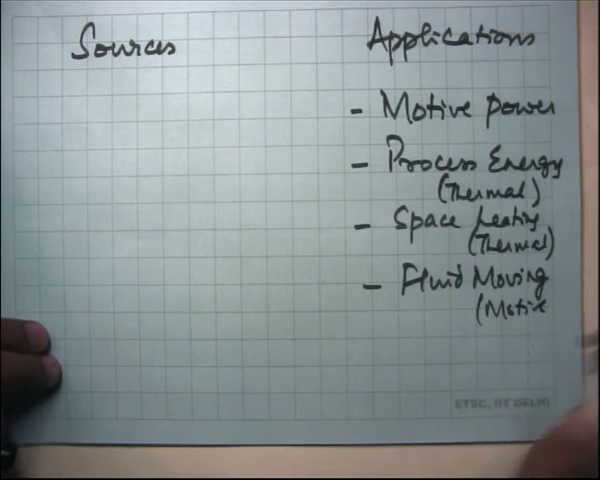 Sources
Applications
- Motive power
- Process Energy
(Thermal)
- Space heating
(Thermal)
- Fluid Moving
(Motive
ETSC, IIT DELHI